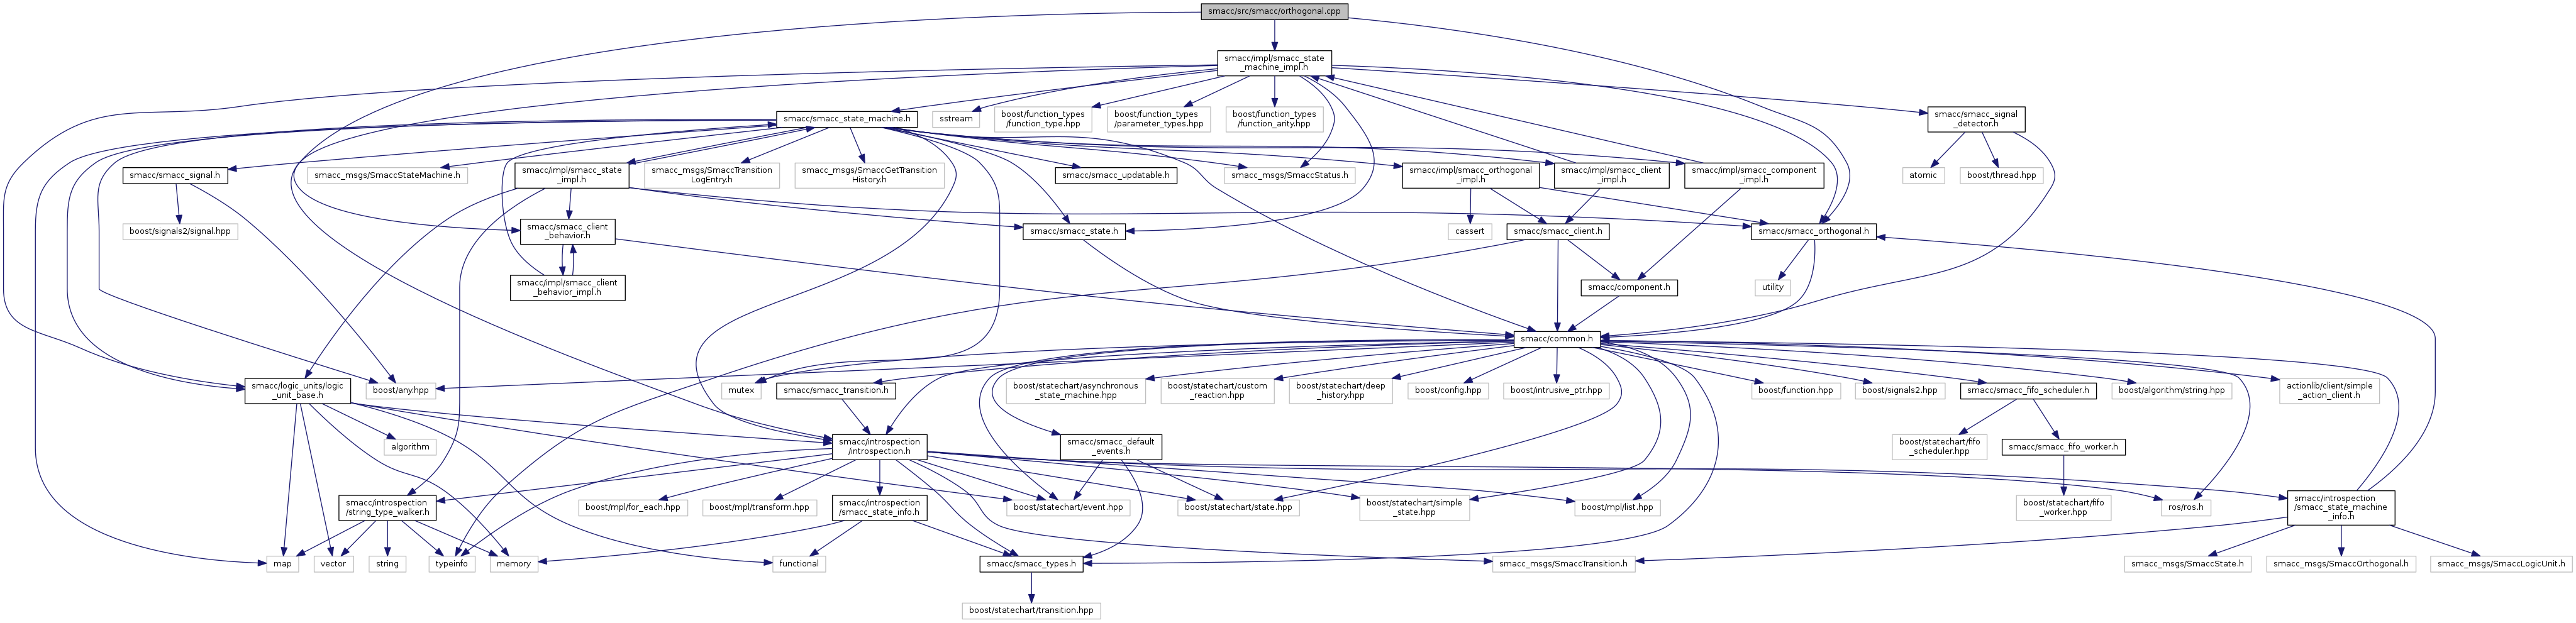 smacc/src/smacc/orthogonal.cpp
smacc/impl/smacc_state
_machine_impl.h
smacc/smacc_state_machine.h
sstream
boost/function_types
/function_type.hpp
boost/function_types
/parameter_types.hpp
boost/function_types
/function_arity.hpp
smacc/smacc_signal
_detector.h
smacc/smacc_signal.h
smacc_msgs/SmaccStateMachine.h
smacc/impl/smacc_state
_impl.h
smacc_msgs/SmaccTransition
LogEntry.h
smacc_msgs/SmaccGetTransition
History.h
smacc/smacc_updatable.h
smacc_msgs/SmaccStatus.h
smacc/impl/smacc_orthogonal
_impl.h
smacc/impl/smacc_client
_impl.h
smacc/impl/smacc_component
_impl.h
atomic
boost/thread.hpp
boost/signals2/signal.hpp
smacc/smacc_client
_behavior.h
smacc/smacc_state.h
cassert
smacc/smacc_client.h
smacc/smacc_orthogonal.h
smacc/impl/smacc_client
_behavior_impl.h
smacc/component.h
utility
smacc/common.h
smacc/logic_units/logic
_unit_base.h
boost/any.hpp
mutex
smacc/smacc_transition.h
boost/statechart/asynchronous
_state_machine.hpp
boost/statechart/custom
_reaction.hpp
boost/statechart/deep
_history.hpp
boost/config.hpp
boost/intrusive_ptr.hpp
boost/function.hpp
boost/signals2.hpp
smacc/smacc_fifo_scheduler.h
boost/algorithm/string.hpp
actionlib/client/simple
_action_client.h
algorithm
smacc/introspection
/introspection.h
smacc/smacc_default
_events.h
boost/statechart/fifo
_scheduler.hpp
smacc/smacc_fifo_worker.h
smacc/introspection
/string_type_walker.h
boost/mpl/for_each.hpp
boost/mpl/transform.hpp
smacc/introspection
/smacc_state_info.h
boost/statechart/event.hpp
boost/statechart/state.hpp
boost/statechart/simple
_state.hpp
boost/mpl/list.hpp
boost/statechart/fifo
_worker.hpp
ros/ros.h
smacc/introspection
/smacc_state_machine
_info.h
map
vector
string
typeinfo
memory
functional
smacc/smacc_types.h
smacc_msgs/SmaccTransition.h
smacc_msgs/SmaccState.h
smacc_msgs/SmaccOrthogonal.h
smacc_msgs/SmaccLogicUnit.h
boost/statechart/transition.hpp